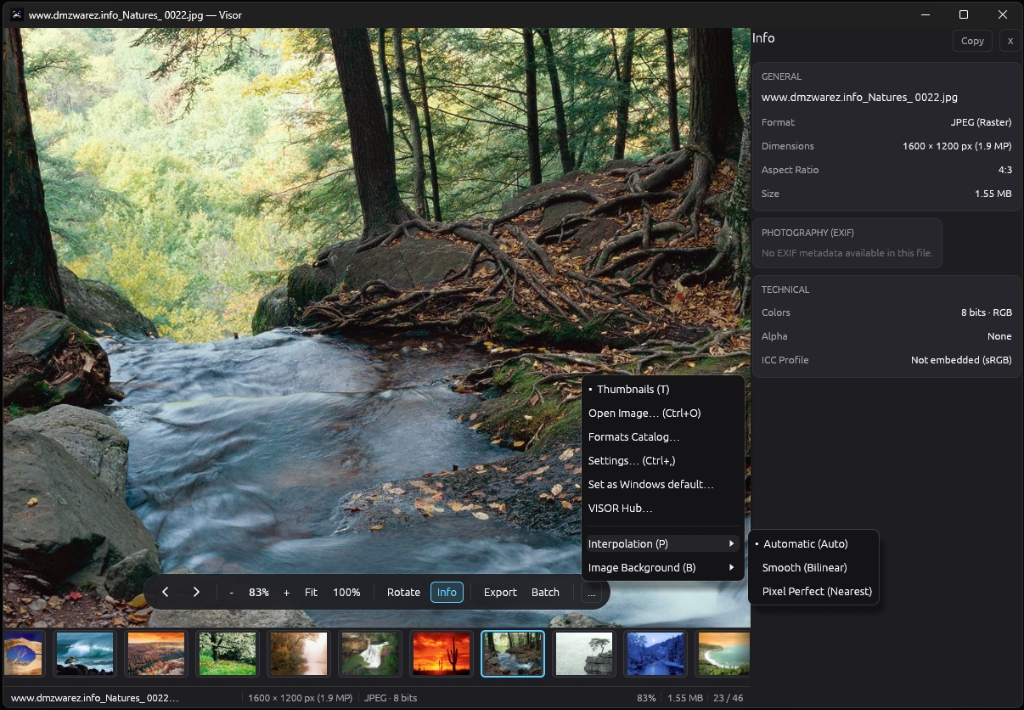 www.dmzwarez.info_Natures_ 0022.jpg — Visor
Info
Copy
x
GENERAL
www.dmzwarez.info_Natures_ 0022.jpg
Format JPEG (Raster)
Dimensions 1600 × 1200 px (1.9 MP)
Aspect Ratio 4:3
Size 1.55 MB
PHOTOGRAPHY (EXIF)
No EXIF metadata available in this file.
TECHNICAL
Colors 8 bits · RGB
Alpha None
ICC Profile Not embedded (sRGB)
• Thumbnails (T)
Open Image… (Ctrl+O)
Formats Catalog…
Settings… (Ctrl+,)
Set as Windows default…
VISOR Hub…
Interpolation (P)
Image Background (B)
• Automatic (Auto)
Smooth (Bilinear)
Pixel Perfect (Nearest)
- 83% + Fit 100% Rotate Info Export Batch ...
www.dmzwarez.info_Natures_ 0022… 1600 × 1200 px (1.9 MP) JPEG · 8 bits 83% 1.55 MB 23 / 46